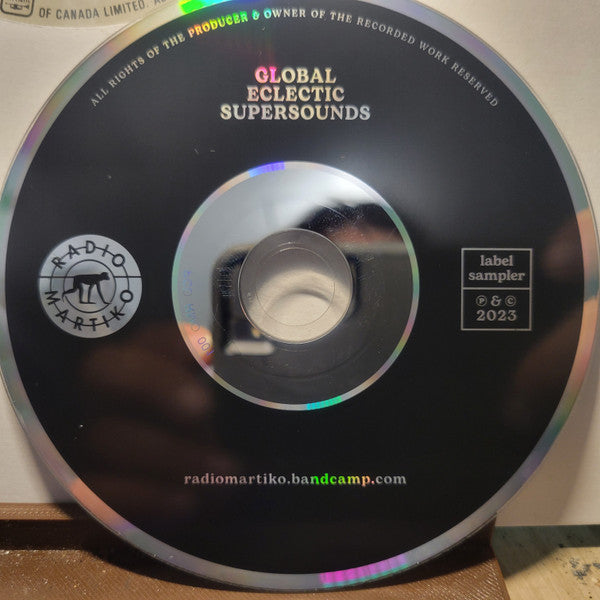 OF CANADA LIMITED.
ALL RIGHTS OF THE PRODUCER & OWNER OF THE RECORDED WORK RESERVED
GLOBAL
ECLECTIC
SUPERSOUNDS
RADIO
MARTIKO
label
sampler
℗ & ©
2023
radiomartiko.bandcamp.com